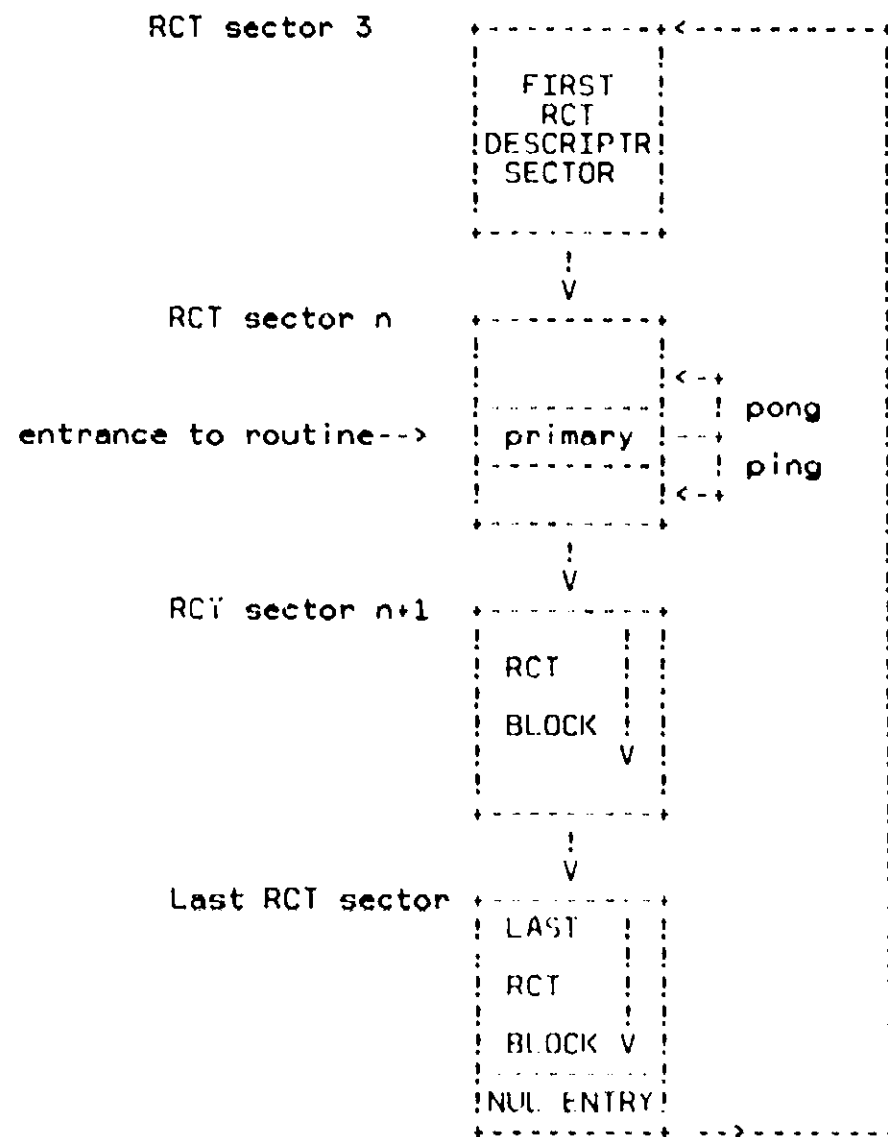 RCT sector 3
FIRST
RCT
DESCRIPTR
SECTOR
RCT sector n
pong
entrance to routine-->
primary
ping
RCT sector n+1
RCT
BLOCK
Last RCT sector
LAST
RCT
BLOCK
NUL ENTRY